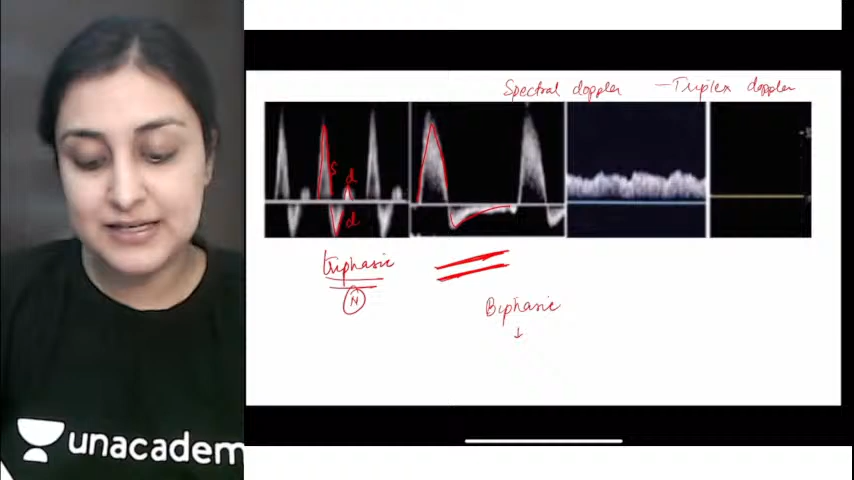 Spectral doppler - Triplex doppler
s
d
d
triphasic
N
Biphasic
unacadem